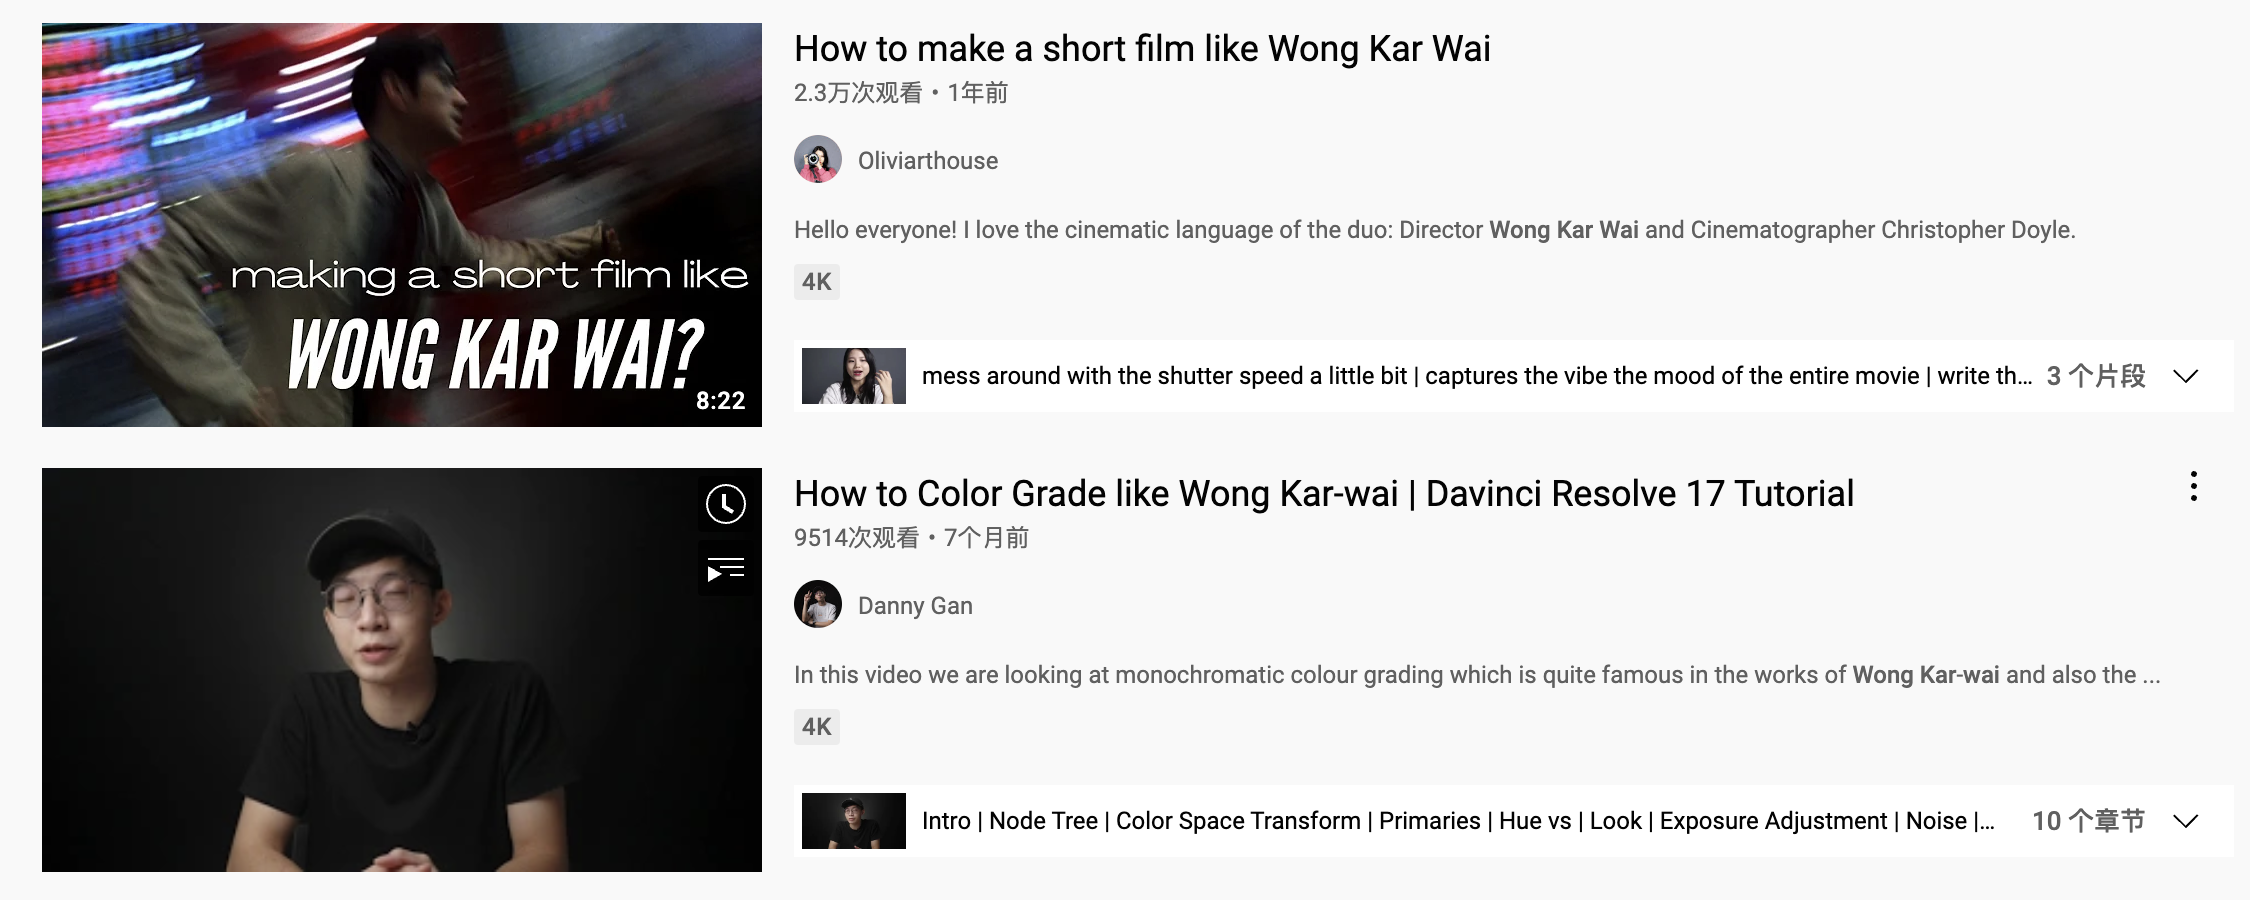 making a short film like
WONG KAR WAI?
8:22
How to make a short film like Wong Kar Wai
2.3万次观看 • 1年前
Oliviarthouse
Hello everyone! I love the cinematic language of the duo: Director Wong Kar Wai and Cinematographer Christopher Doyle.
4K
mess around with the shutter speed a little bit | captures the vibe the mood of the entire movie | write th... 3 个片段
How to Color Grade like Wong Kar-wai | Davinci Resolve 17 Tutorial
9514次观看 • 7个月前
Danny Gan
In this video we are looking at monochromatic colour grading which is quite famous in the works of Wong Kar-wai and also the ...
4K
Intro | Node Tree | Color Space Transform | Primaries | Hue vs | Look | Exposure Adjustment | Noise |... 10 个章节